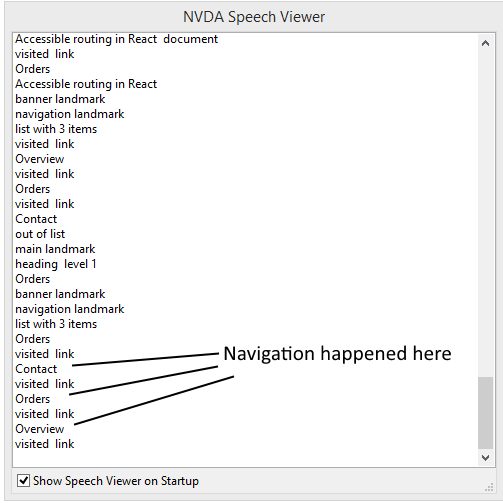 NVDA Speech Viewer
Accessible routing in React  document
visited  link
Orders
Accessible routing in React
banner landmark
navigation landmark
list with 3 items
visited  link
Overview
visited  link
Orders
visited  link
Contact
out of list
main landmark
heading  level 1
Orders
banner landmark
navigation landmark
list with 3 items
Orders
visited  link
Contact
visited  link
Orders
visited  link
Overview
visited  link
Navigation happened here
Show Speech Viewer on Startup